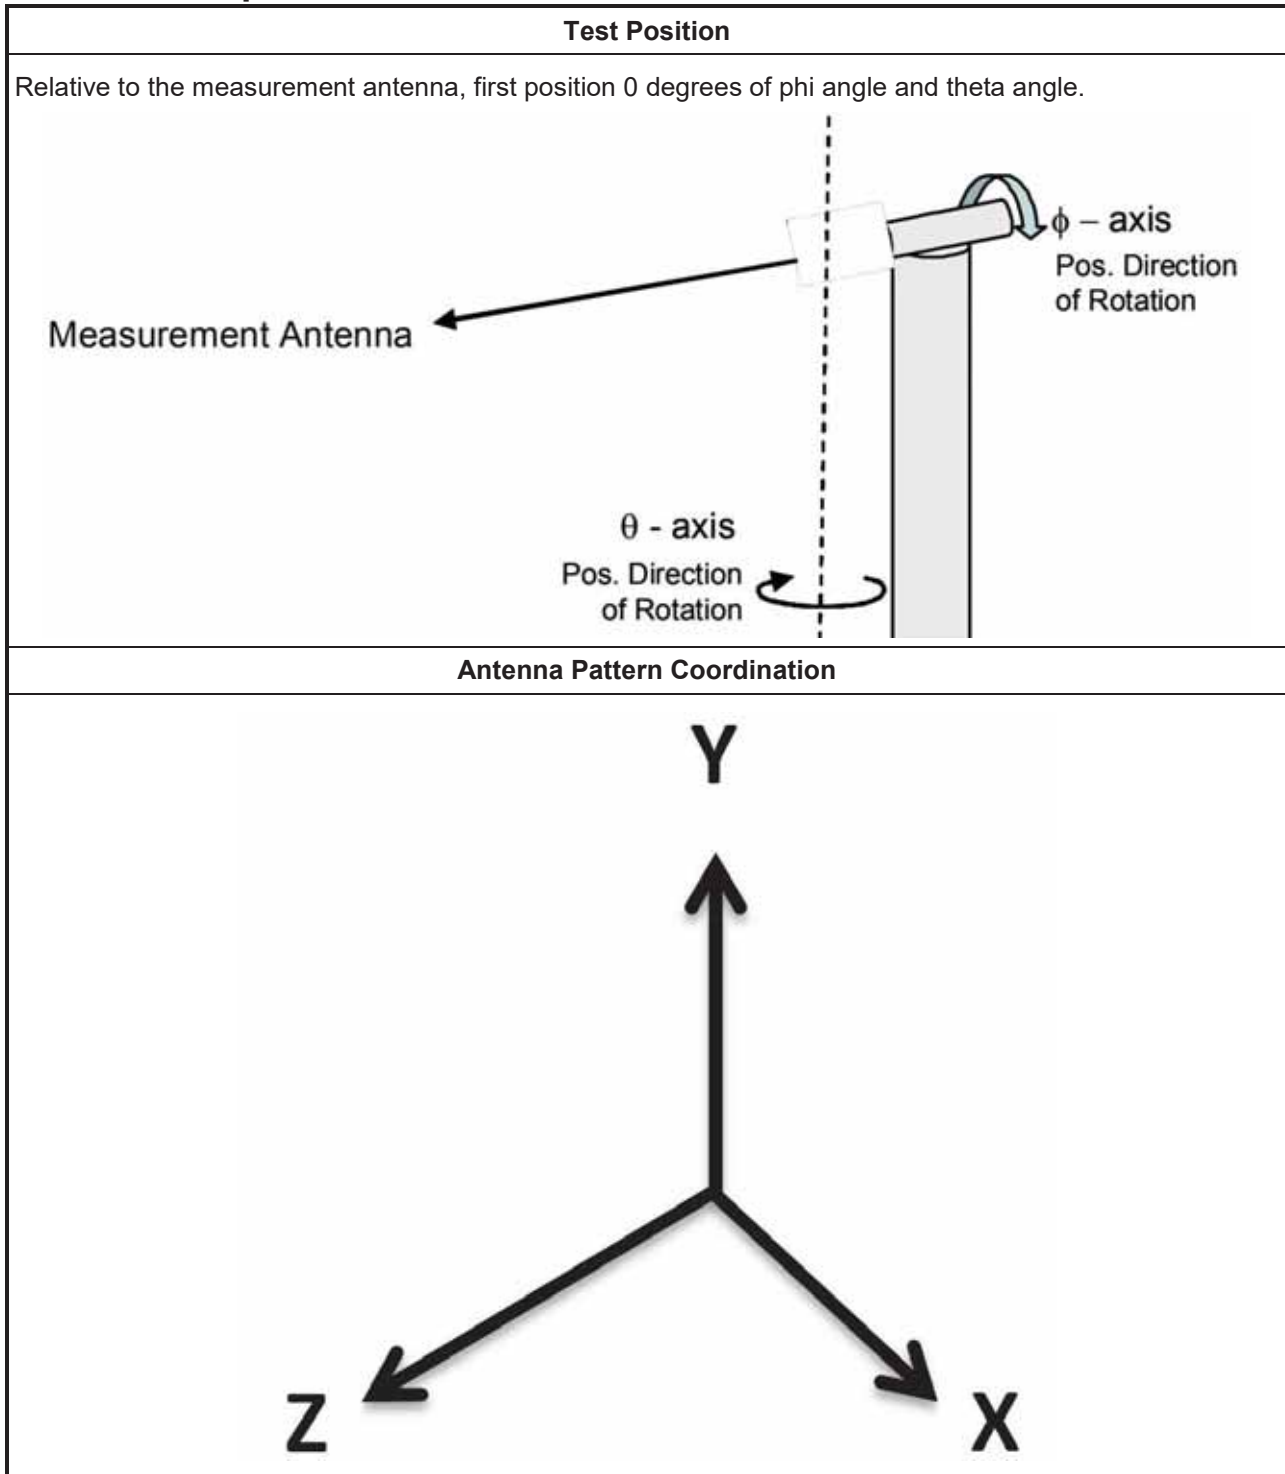 Test Position
Relative to the measurement antenna, first position 0 degrees of phi angle and theta angle.
ϕ – axis
Pos. Direction
of Rotation
Measurement Antenna
θ - axis
Pos. Direction
of Rotation
Antenna Pattern Coordination
Y
Z
X